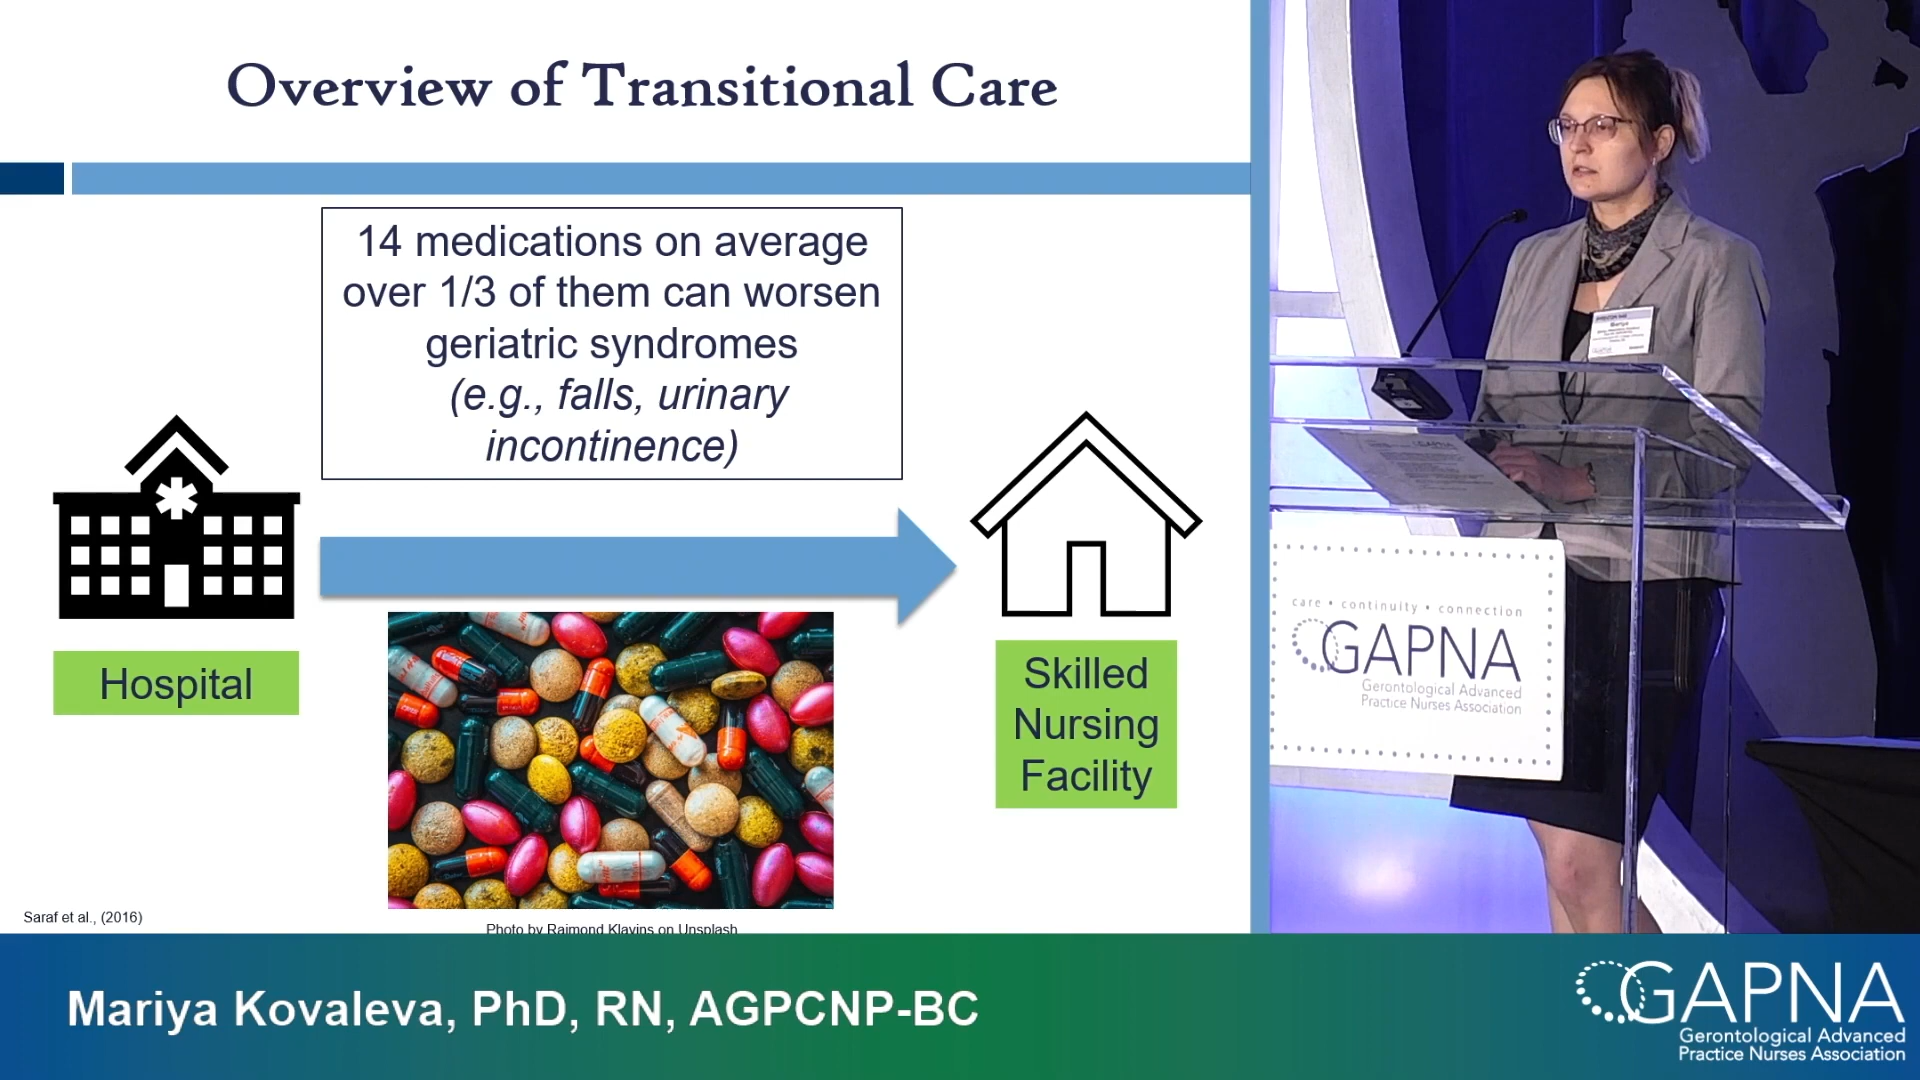 Overview of Transitional Care
14 medications on average
over 1/3 of them can worsen
geriatric syndromes
(e.g., falls, urinary
incontinence)
Hospital
Skilled
Nursing
Facility
Saraf et al., (2016)
Photo by Raimond Klavins on Unsplash
Mariya
GAPNA
care • continuity • connection
GAPNA
Gerontological Advanced
Practice Nurses Association
Mariya Kovaleva, PhD, RN, AGPCNP-BC
GAPNA
Gerontological Advanced
Practice Nurses Association